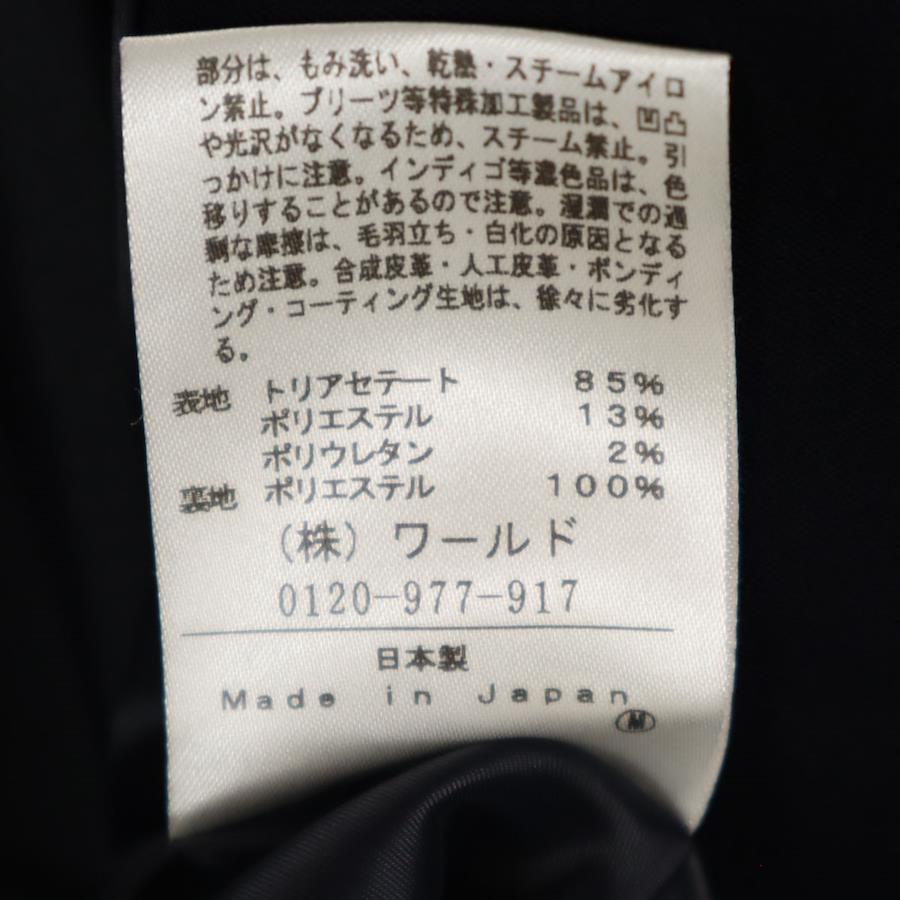 部分は、もみ洗い、乾熱・スチームアイロ
ン禁止。プリーツ等特殊加工製品は、凹凸
や光沢がなくなるため、スチーム禁止。引
っかけに注意。インディゴ等濃色品は、色
移りすることがあるので注意。湿潤での過
剰な摩擦は、毛羽立ち・白化の原因となる
ため注意。合成皮革・人工皮革・ボンディ
ング・コーティング生地は、徐々に劣化す
る。
表地 トリアセテート 85%
ポリエステル 13%
ポリウレタン 2%
裏地 ポリエステル 100%
(株)ワールド
0120-977-917
日本製
Made in Japan
M